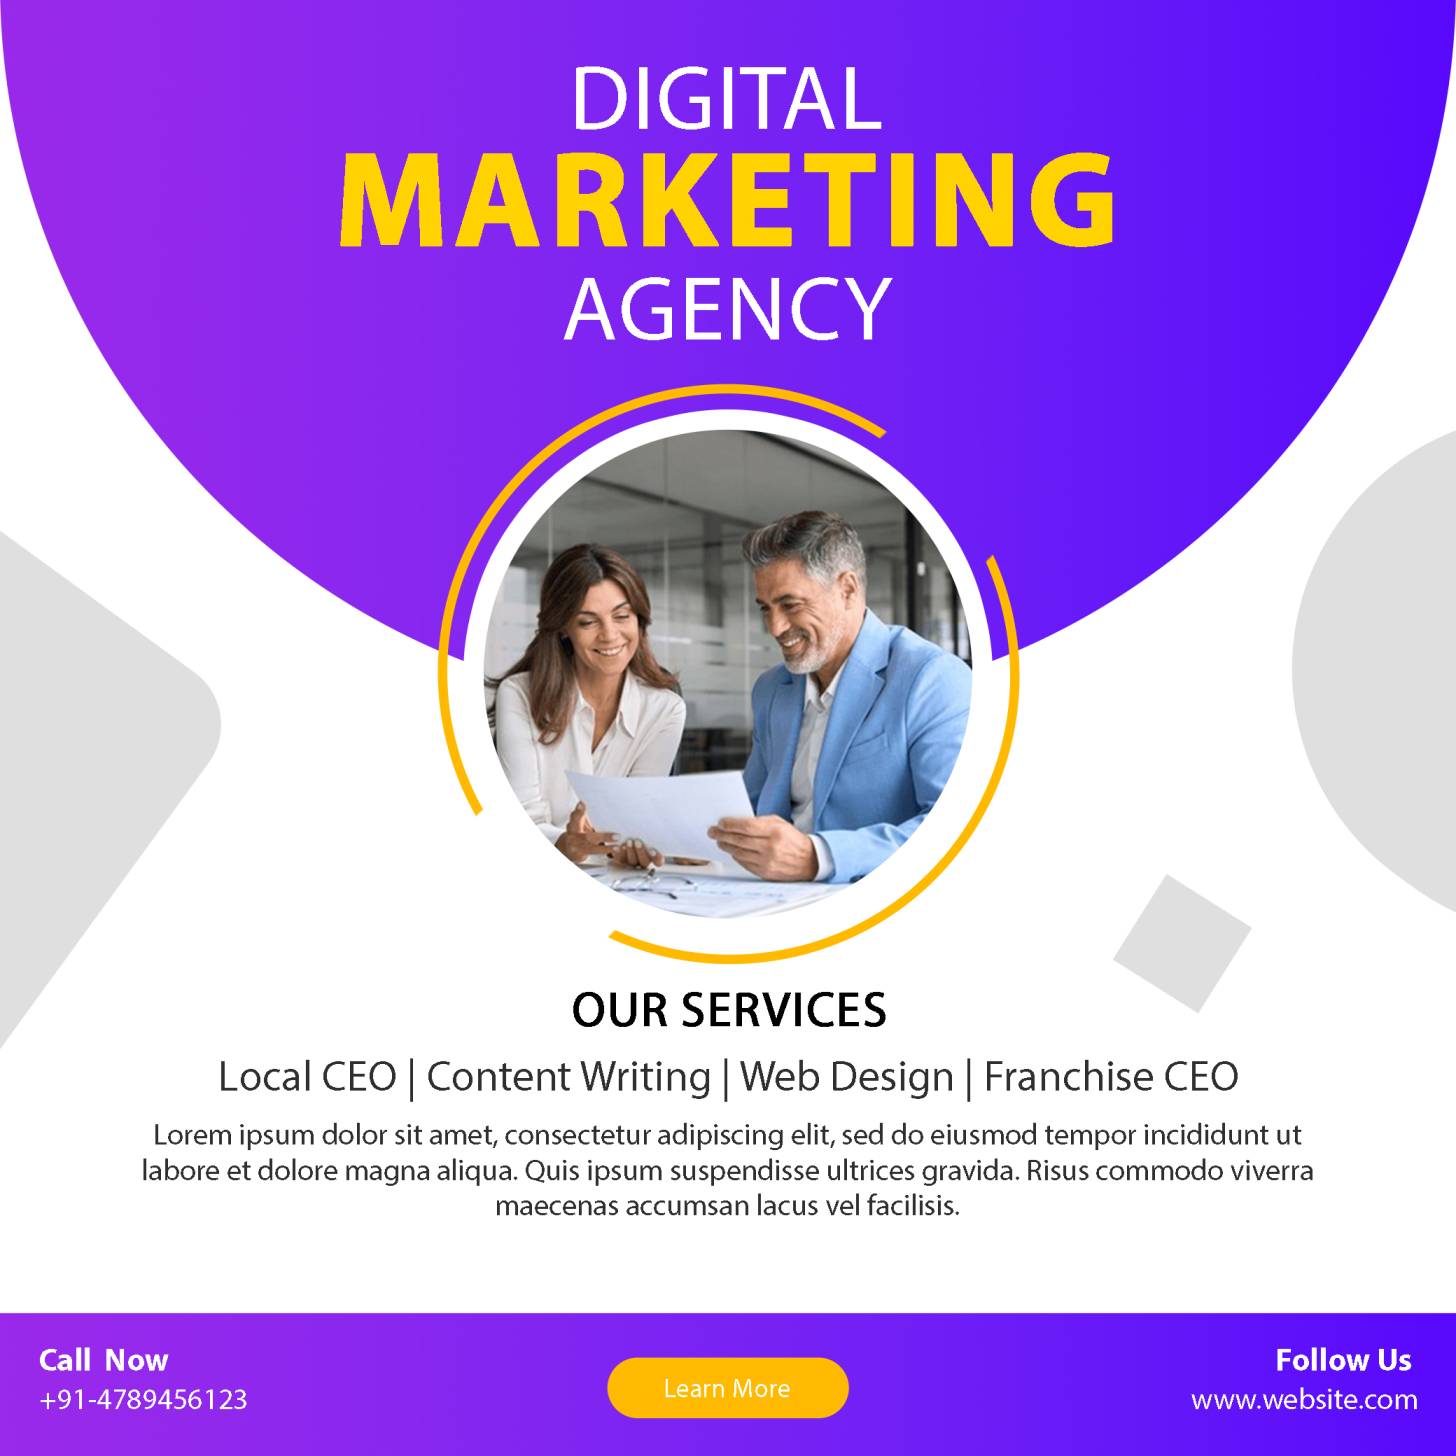 DIGITAL
MARKETING
AGENCY
OUR SERVICES
Local CEO | Content Writing | Web Design | Franchise CEO
Lorem ipsum dolor sit amet, consectetur adipiscing elit, sed do eiusmod tempor incididunt ut
labore et dolore magna aliqua. Quis ipsum suspendisse ultrices gravida. Risus commodo viverra
maecenas accumsan lacus vel facilisis.
Call Now
+91-4789456123
Learn More
Follow Us
www.website.com